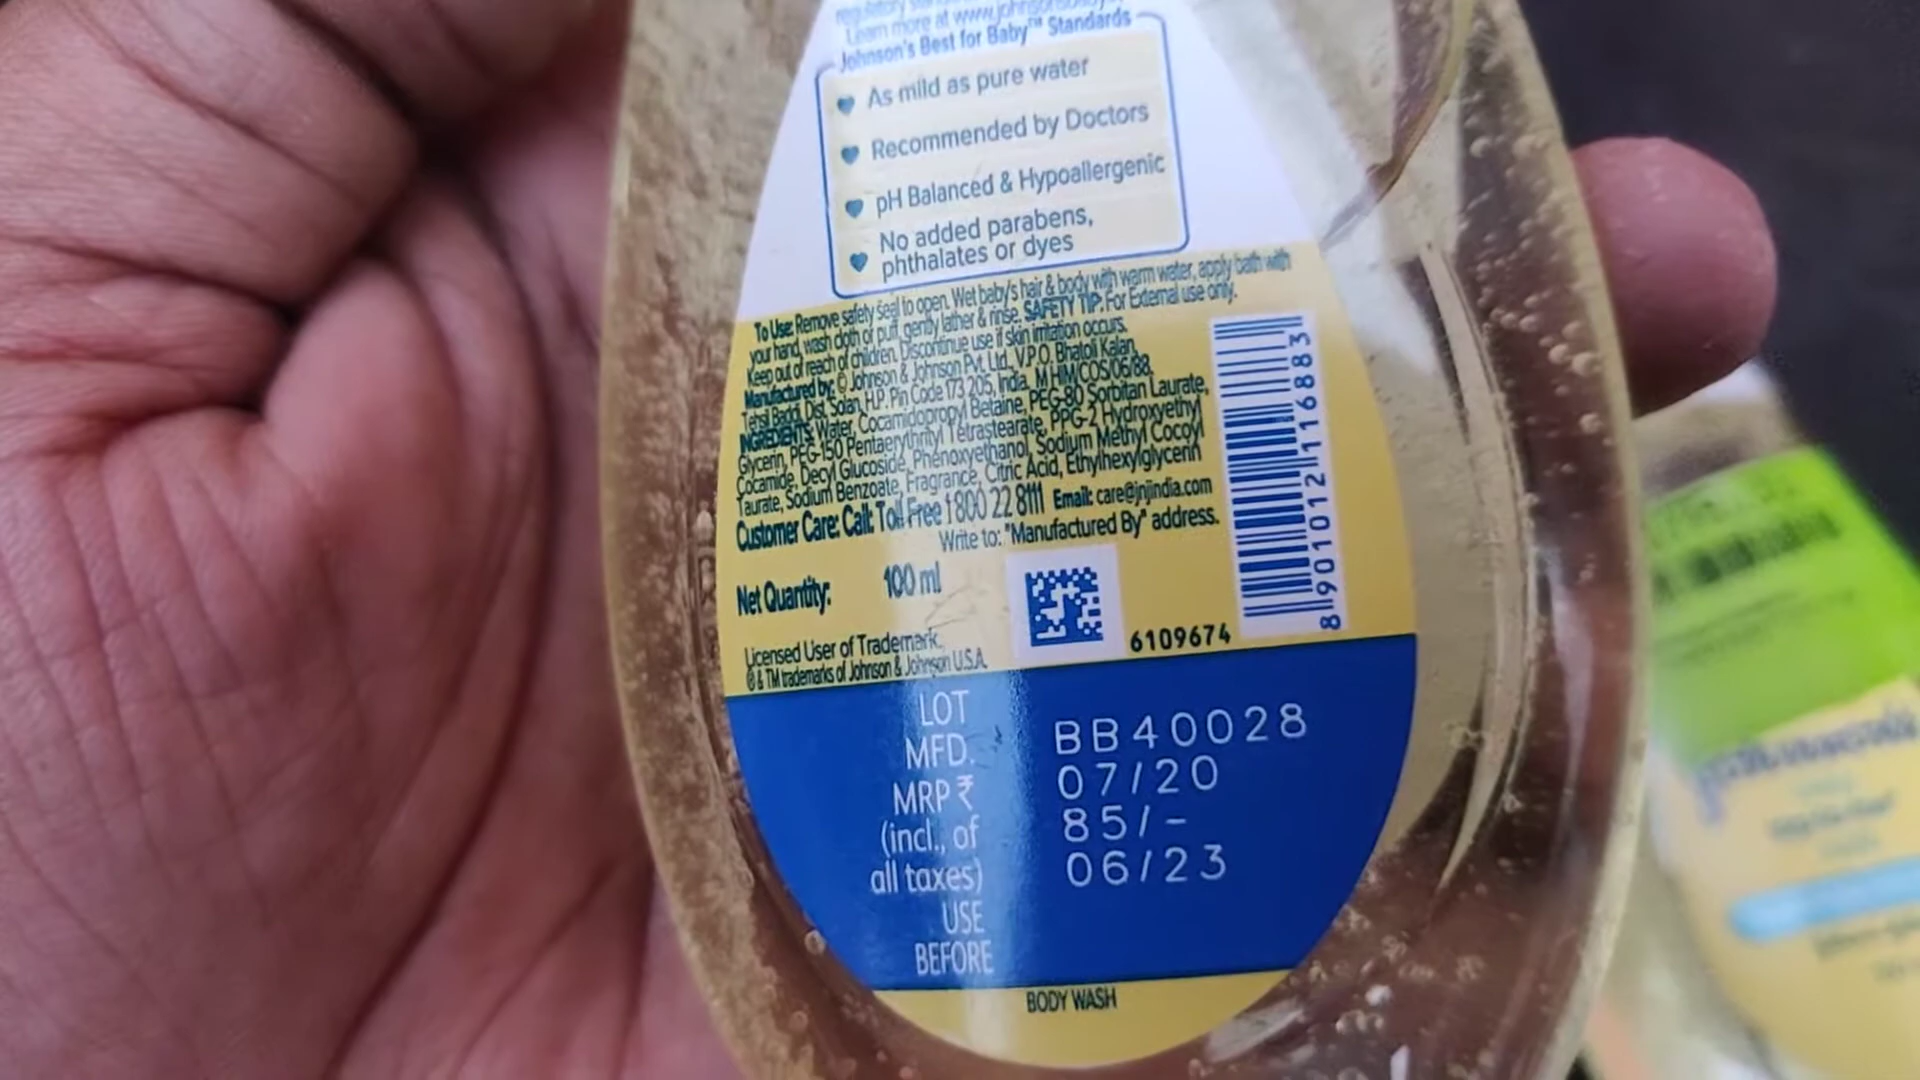 Learn more at www.johnsonsbaby
Johnson's Best for Baby™ Standards
As mild as pure water
Recommended by Doctors
pH Balanced & Hypoallergenic
No added parabens,
phthalates or dyes
To Use: Remove safety seal to open. Wet baby's hair & body with warm water, apply bath with
your hand, wash cloth or puff, gently lather & rinse. SAFETY TIP: For External use only.
Keep out of reach of children. Discontinue use if skin irritation occurs.
Manufactured by: Johnson & Johnson Pvt. Ltd., V.P.O. Bhatoli Kalan,
Tehsil Baddi, Dist. Solan, H.P. Pin Code 173 205, India. M HIM/COS/06/88.
INGREDIENTS: Water, Cocamidopropyl Betaine, PEG-80 Sorbitan Laurate,
Glycerin, PEG-150 Pentaerythrityl Tetrastearate, PPG-2 Hydroxyethyl
Cocamide, Decyl Glucoside, Phenoxyethanol, Sodium Methyl Cocoyl
Taurate, Sodium Benzoate, Fragrance, Citric Acid, Ethylhexylglycerin
Customer Care: Call: Toll Free 1800 22 8111 Email: care@jnjindia.com
Write to: "Manufactured By" address.
8 901012 116883
Net Quantity: 100 ml
6109674
Licensed User of Trademark.
® & TM trademarks of Johnson & Johnson U.S.A.
LOT BB40028
MFD. 07/20
MRP ₹ 85/-
(incl., of
all taxes) 06/23
USE
BEFORE
BODY WASH